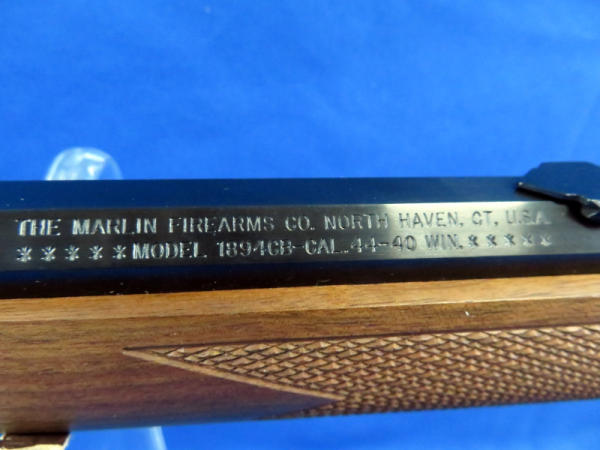 THE MARLIN FIREARMS CO. NORTH HAVEN, CT, U.S.A.
*****MODEL 1894CB-CAL. 44-40 WIN.*****